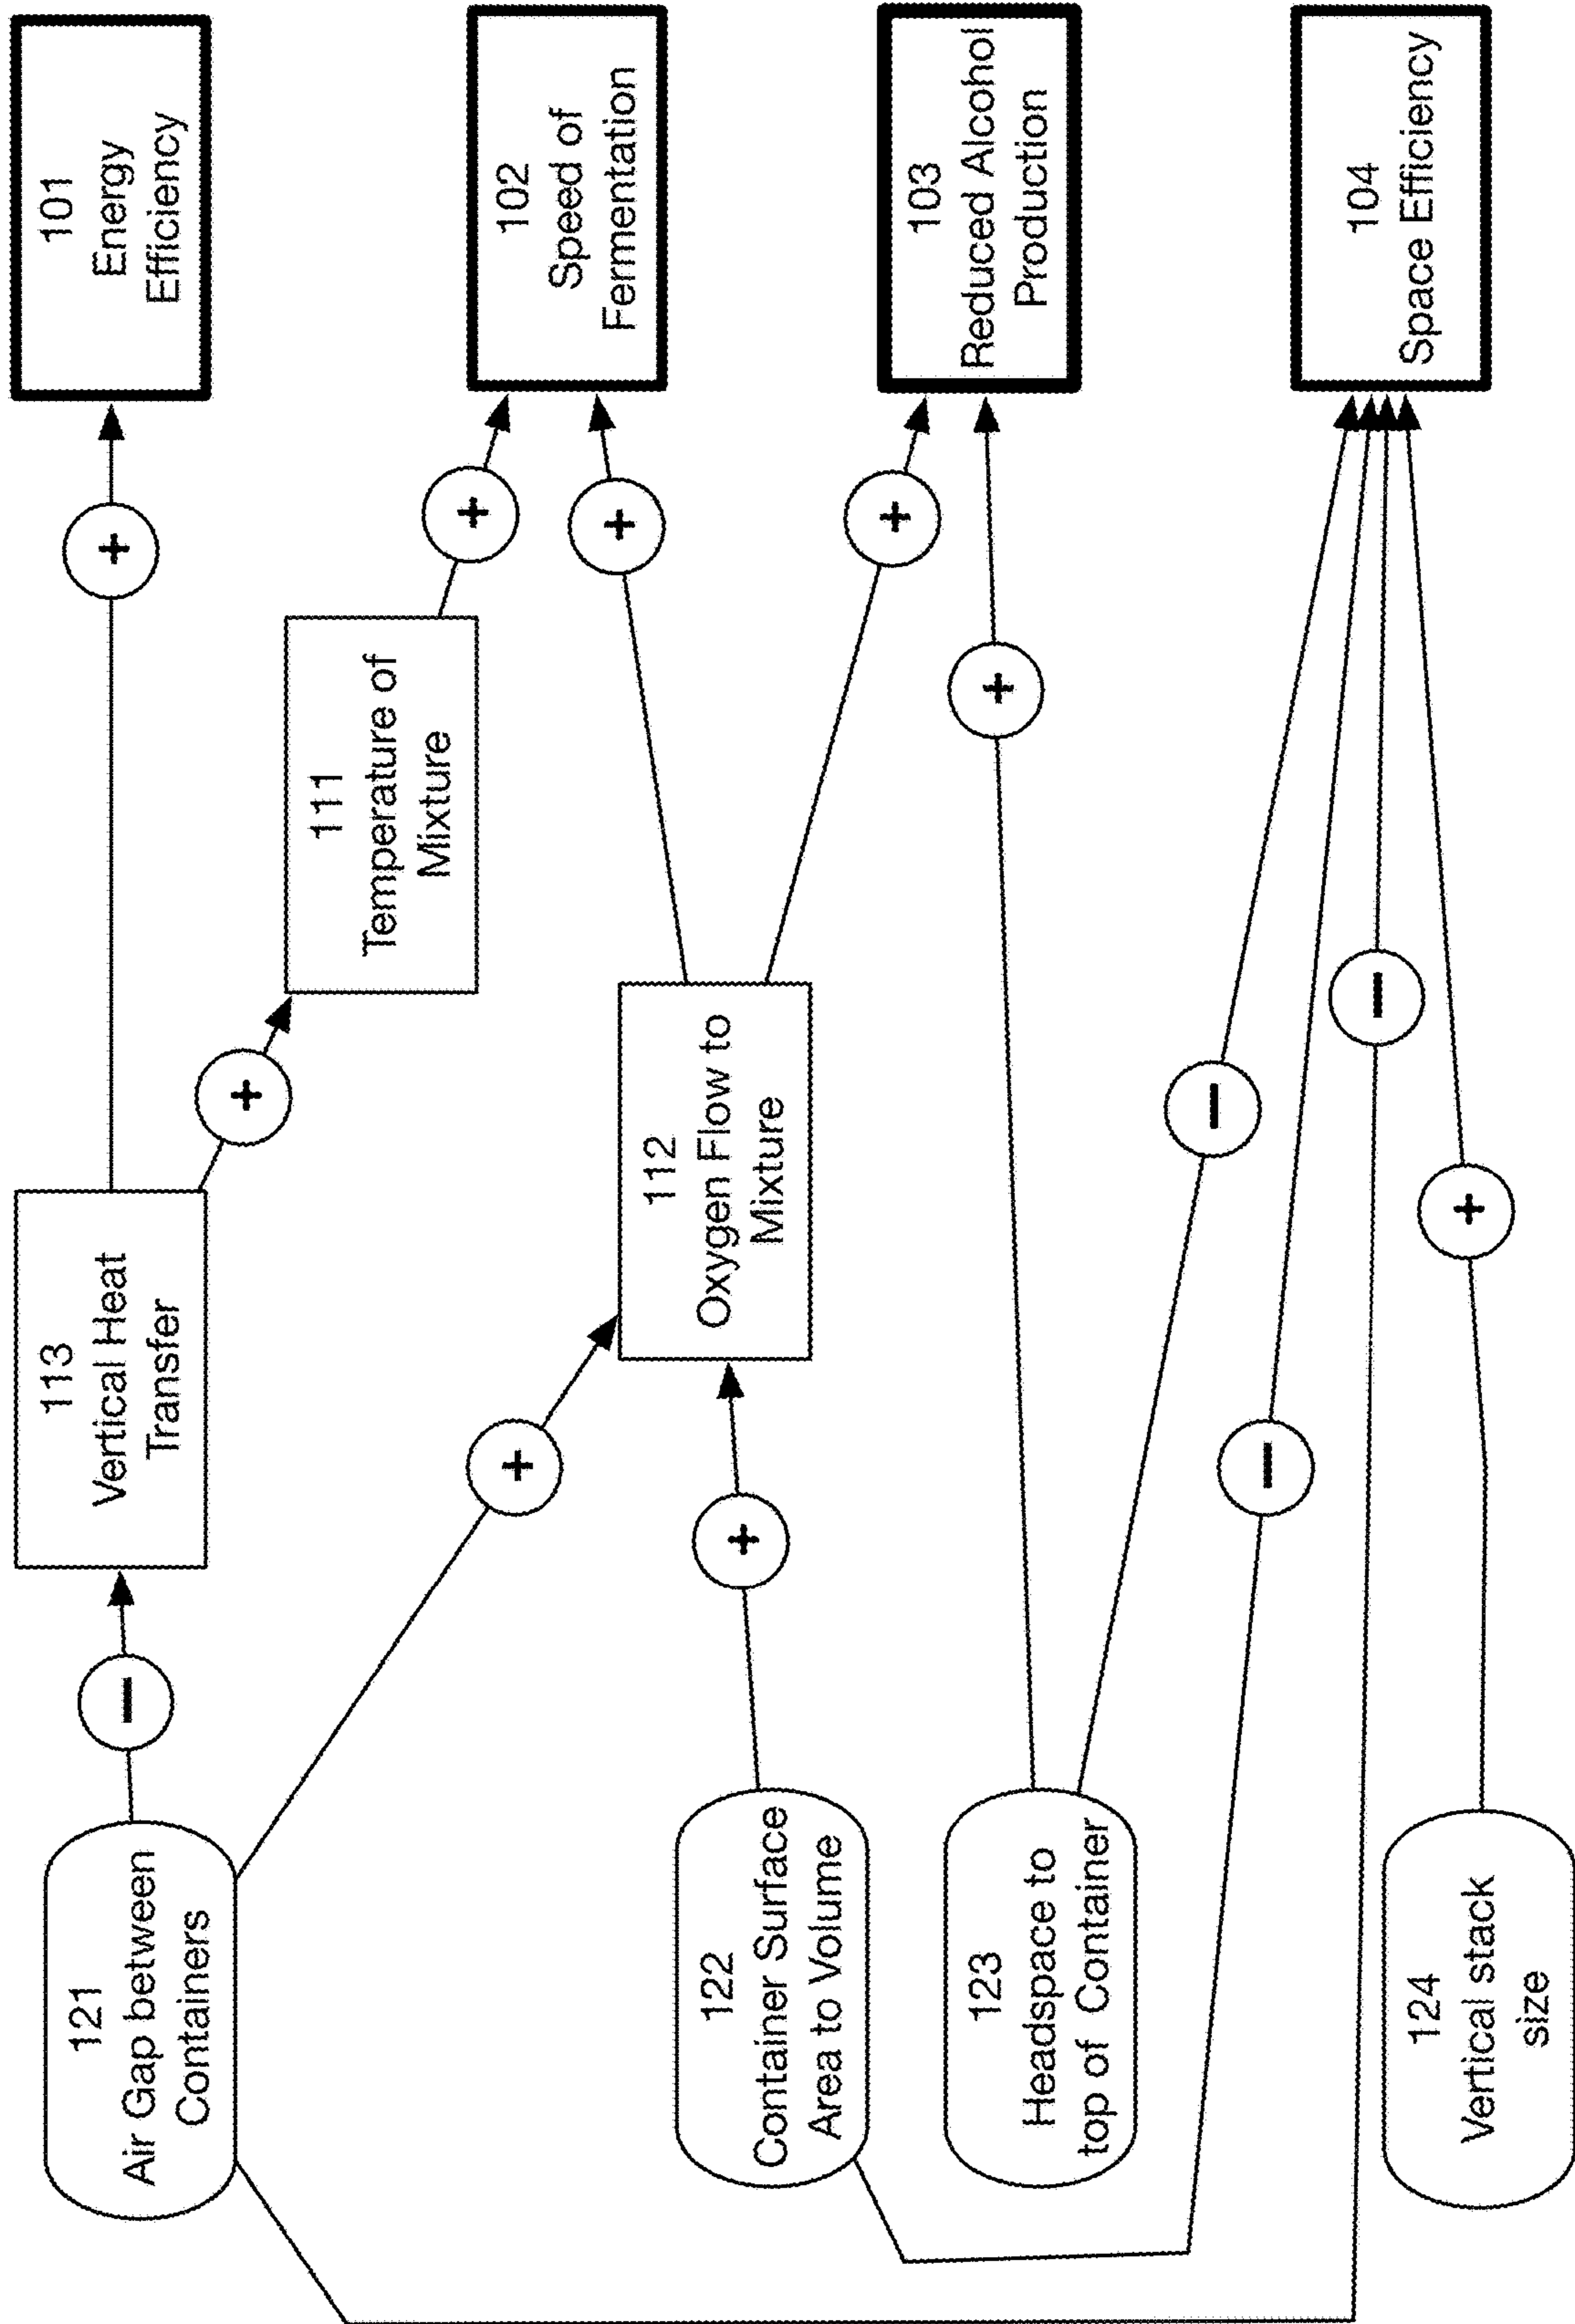 101
Energy
Efficiency
102
Speed of
Fermentation
103
Reduced Alcohol
Production
104
Space Efficiency
+
+
+
+
+
111
Temperature of
Mixture
+
113
Vertical Heat
Transfer
112
Oxygen Flow to
Mixture
−
−
−
+
−
+
+
121
Air Gap between
Containers
122
Container Surface
Area to Volume
123
Headspace to
top of Container
124
Vertical stack
size